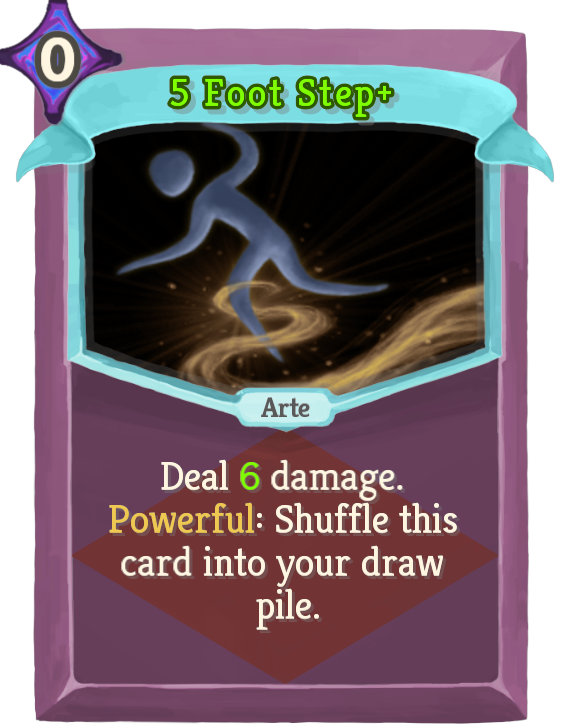 0
5 Foot Step+
Arte
Deal 6 damage.
Powerful: Shuffle this
card into your draw
pile.